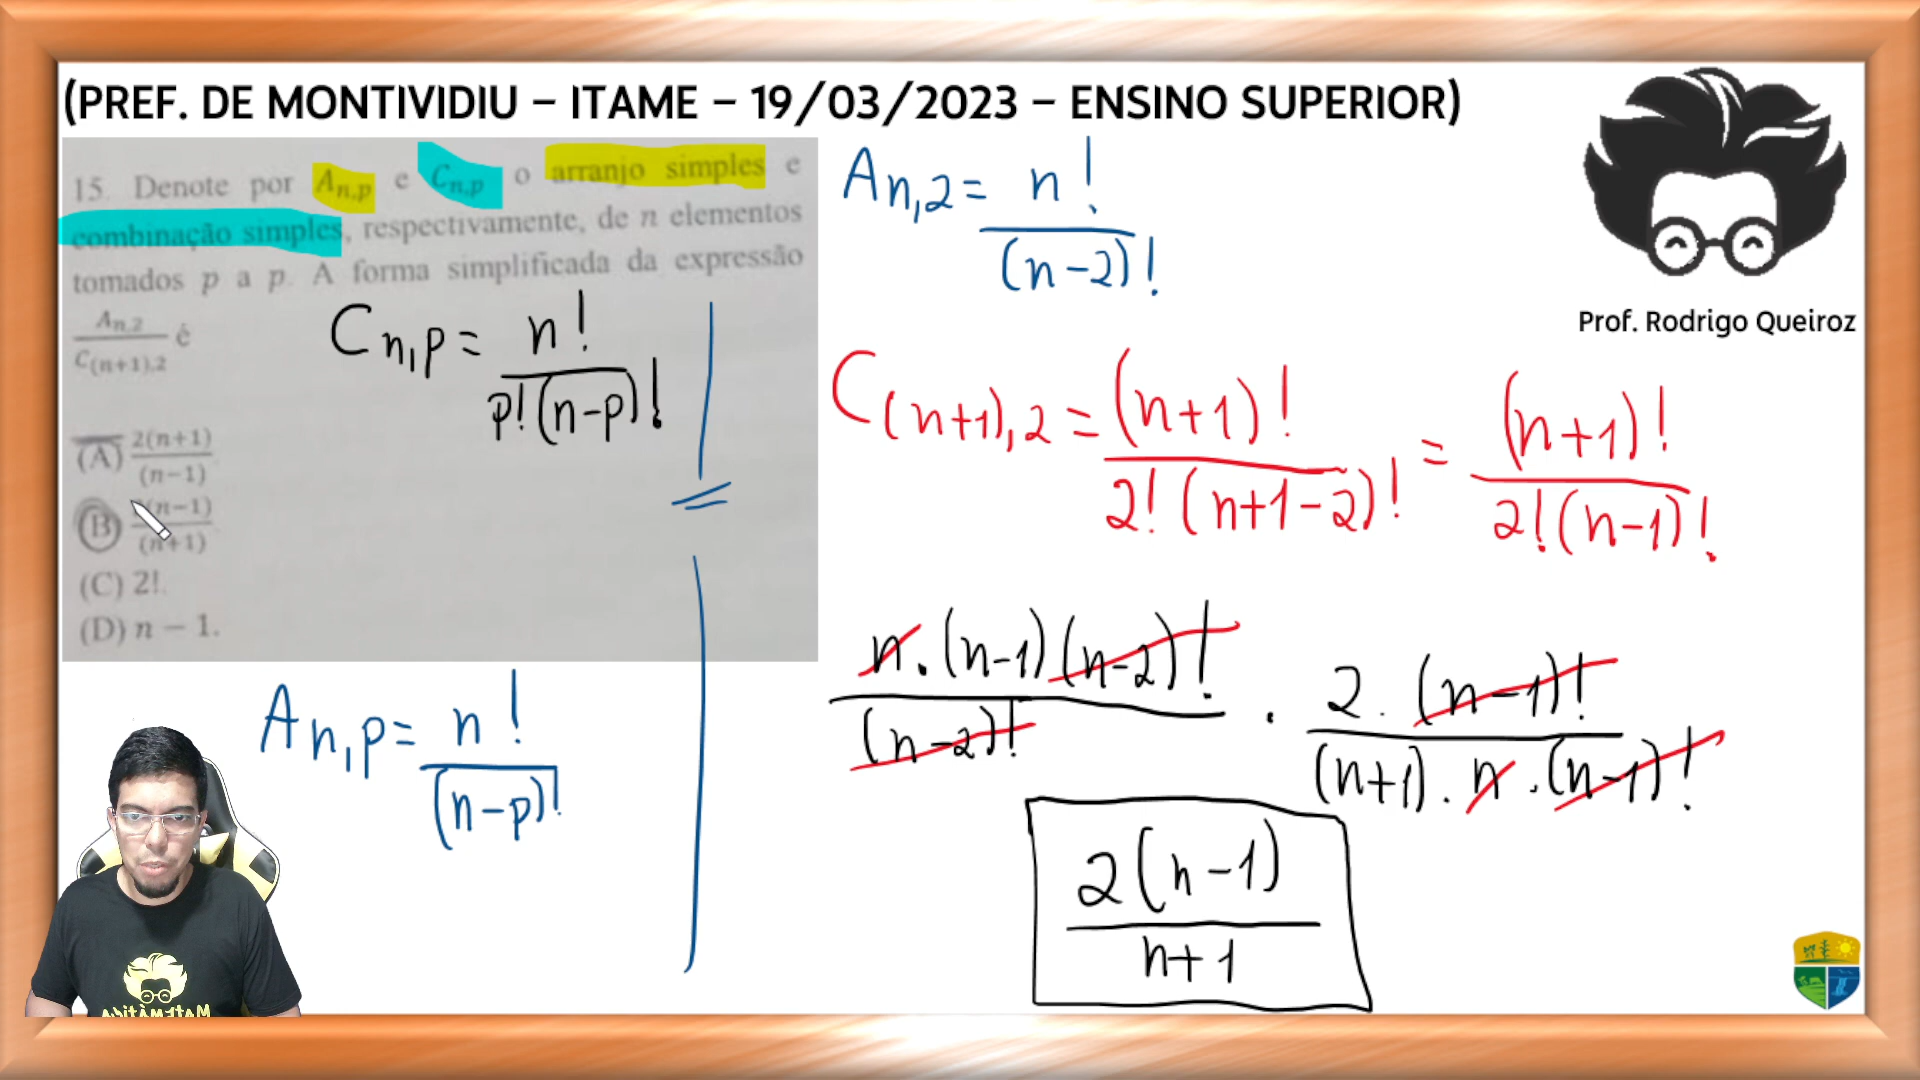 (PREF. DE MONTIVIDIU – ITAME – 19/03/2023 – ENSINO SUPERIOR)
15. Denote por Aₙ,ₚ e Cₙ,ₚ o arranjo simples e
combinação simples, respectivamente, de n elementos
tomados p a p. A forma simplificada da expressão
Aₙ,₂ / C₍ₙ₊₁₎,₂ é
(A) 2(n+1) / (n−1)
(B) (n−1) / (n+1)
(C) 2!.
(D) n − 1.
Cn,p = n! / p!(n-p)!
An,p = n! / (n-p)!
An,2 = n! / (n-2)!
C(n+1),2 = (n+1)! / 2!(n+1-2)! = (n+1)! / 2!(n-1)!
n.(n-1)(n-2)! / (n-2)! . 2.(n-1)! / (n+1).n.(n-1)!
2(n-1) / n+1
Prof. Rodrigo Queiroz
MATEMÁTICA